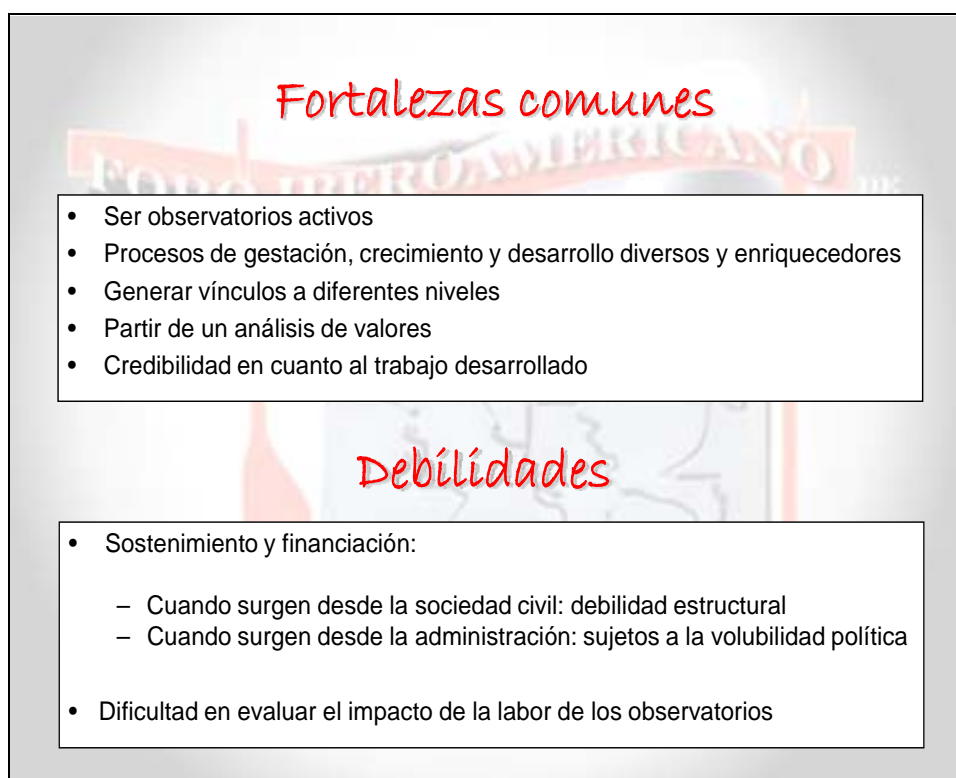 Fortalezas comunes
FORO IBEROAMERICANO DE
• Ser observatorios activos
• Procesos de gestación, crecimiento y desarrollo diversos y enriquecedores
• Generar vínculos a diferentes niveles
• Partir de un análisis de valores
• Credibilidad en cuanto al trabajo desarrollado
Debilidades
• Sostenimiento y financiación:
– Cuando surgen desde la sociedad civil: debilidad estructural
– Cuando surgen desde la administración: sujetos a la volubilidad política
• Dificultad en evaluar el impacto de la labor de los observatorios